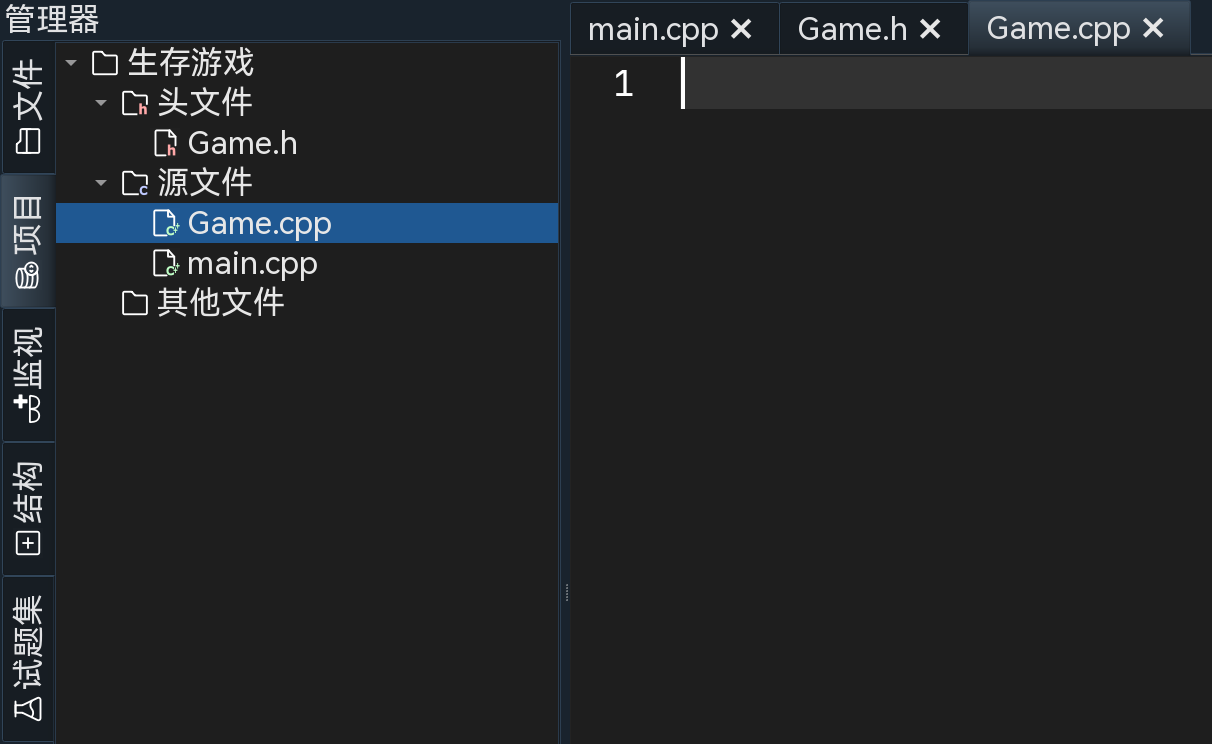 管理器
文件
项目
监视
结构
试题集
生存游戏
头文件
Game.h
源文件
Game.cpp
main.cpp
其他文件
main.cpp
Game.h
Game.cpp
1